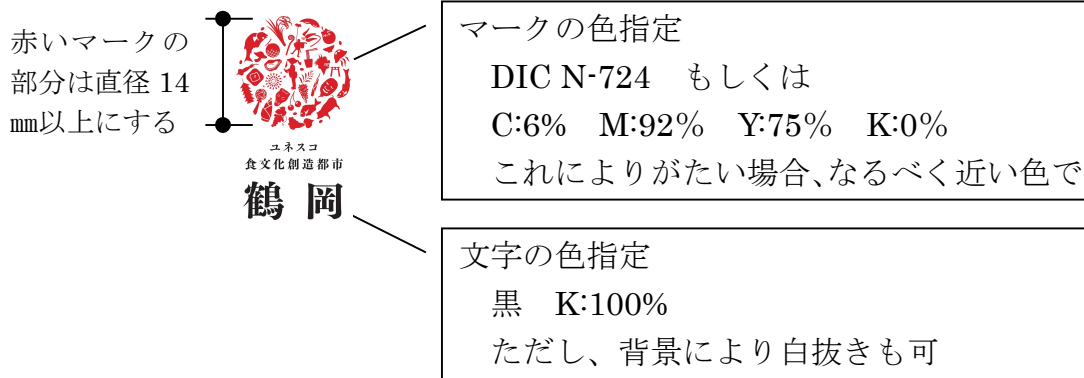 赤いマークの
部分は直径 14
㎜以上にする
ユネスコ
食文化創造都市
鶴岡
マークの色指定
DIC N-724　もしくは
C:6%　M:92%　Y:75%　K:0%
これによりがたい場合、なるべく近い色で
文字の色指定
黒　K:100%
ただし、背景により白抜きも可